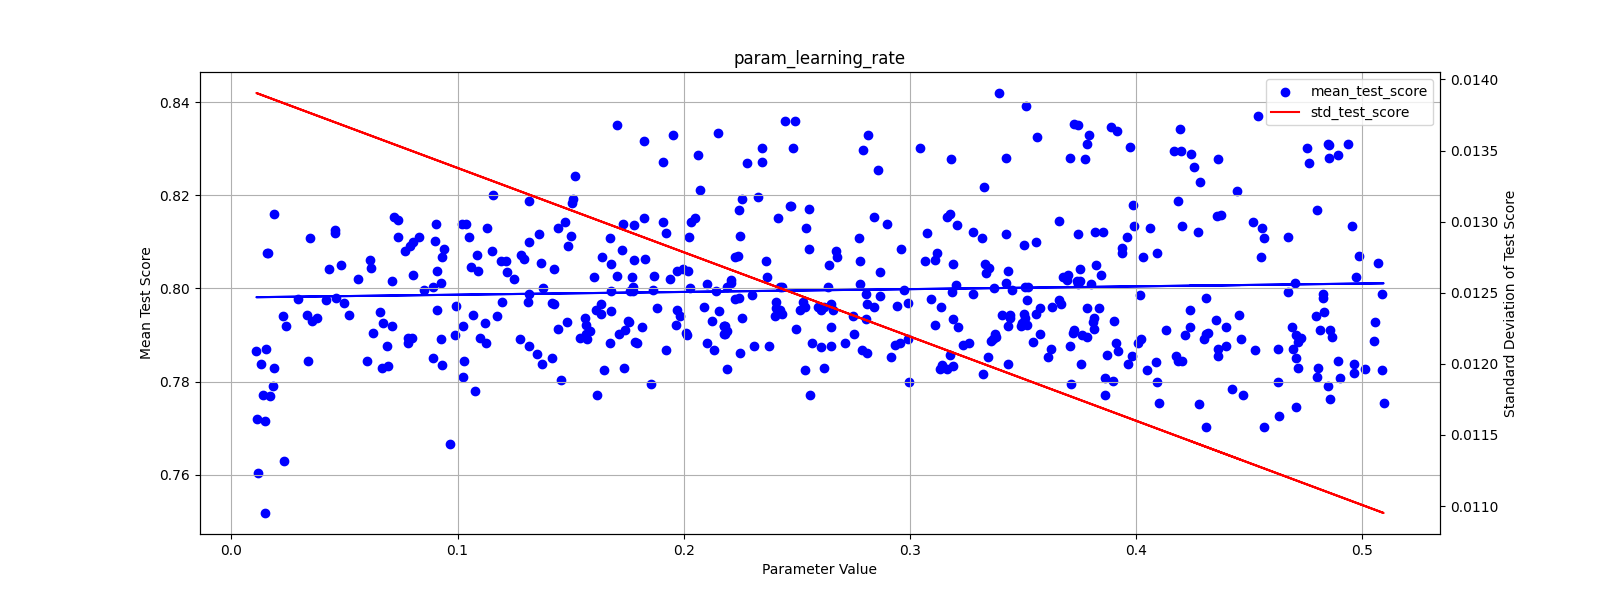 param_learning_rate
mean_test_score
std_test_score
Mean Test Score
0.84
0.82
0.80
0.78
0.76
0.0140
0.0135
0.0130
0.0125
0.0120
0.0115
0.0110
Standard Deviation of Test Score
0.0 0.1 0.2 0.3 0.4 0.5
Parameter Value